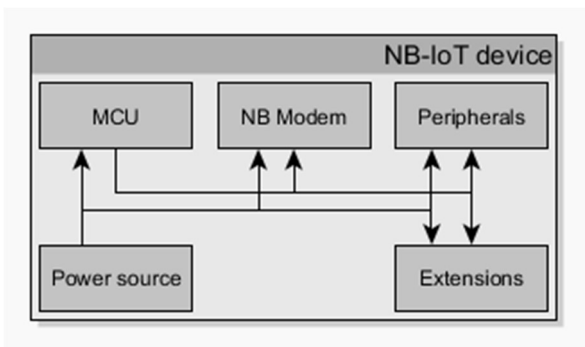 NB-IoT device
MCU
NB Modem
Peripherals
Power source
Extensions